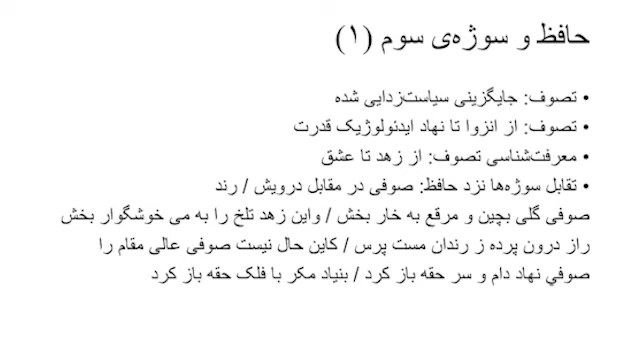 حافظ و سوژه‌ی سوم (۱)
• تصوف: جایگزینی سیاست‌زدایی شده
• تصوف: از انزوا تا نهاد ایدئولوژیک قدرت
• معرفت‌شناسی تصوف: از زهد تا عشق
• تقابل سوژه‌ها نزد حافظ: صوفی در مقابل درویش / رند
صوفی گلی بچین و مرقع به خار بخش / واین زهد تلخ را به می خوشگوار بخش
راز درون پرده ز رندان مست پرس / کاین حال نیست صوفی عالی مقام را
صوفي نهاد دام و سر حقه باز کرد / بنیاد مکر با فلک حقه باز کرد